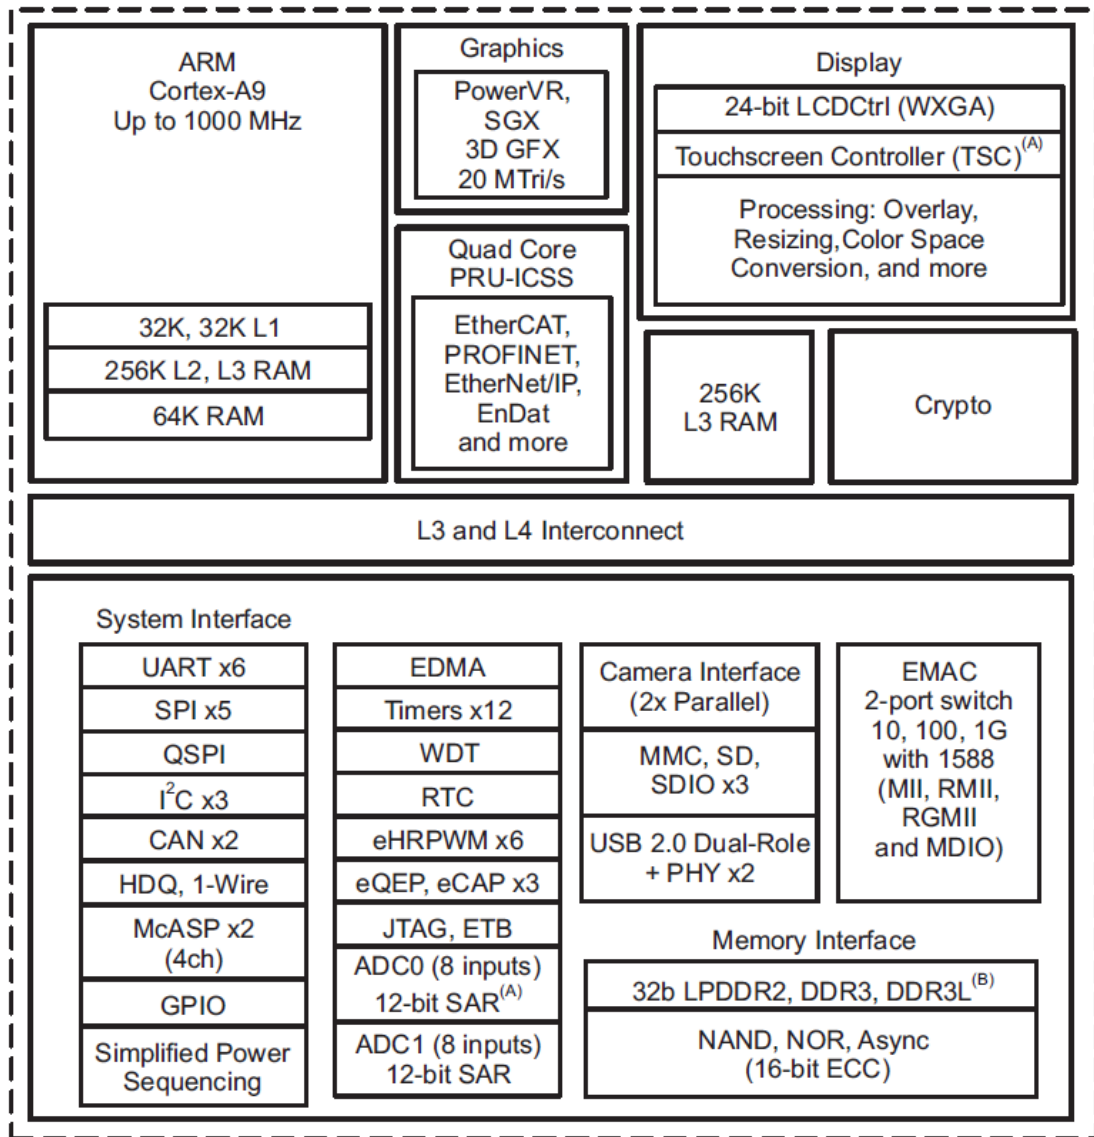 ARM
Cortex-A9
Up to 1000 MHz
32K, 32K L1
256K L2, L3 RAM
64K RAM
Graphics
PowerVR,
SGX
3D GFX
20 MTri/s
Quad Core
PRU-ICSS
EtherCAT,
PROFINET,
EtherNet/IP,
EnDat
and more
Display
24-bit LCDCtrl (WXGA)
Touchscreen Controller (TSC)(A)
Processing: Overlay,
Resizing,Color Space
Conversion, and more
256K
L3 RAM
Crypto
L3 and L4 Interconnect
System Interface
UART x6
SPI x5
QSPI
I2C x3
CAN x2
HDQ, 1-Wire
McASP x2
(4ch)
GPIO
Simplified Power
Sequencing
EDMA
Timers x12
WDT
RTC
eHRPWM x6
eQEP, eCAP x3
JTAG, ETB
ADC0 (8 inputs)
12-bit SAR(A)
ADC1 (8 inputs)
12-bit SAR
Camera Interface
(2x Parallel)
MMC, SD,
SDIO x3
USB 2.0 Dual-Role
+ PHY x2
EMAC
2-port switch
10, 100, 1G
with 1588
(MII, RMII,
RGMII
and MDIO)
Memory Interface
32b LPDDR2, DDR3, DDR3L(B)
NAND, NOR, Async
(16-bit ECC)